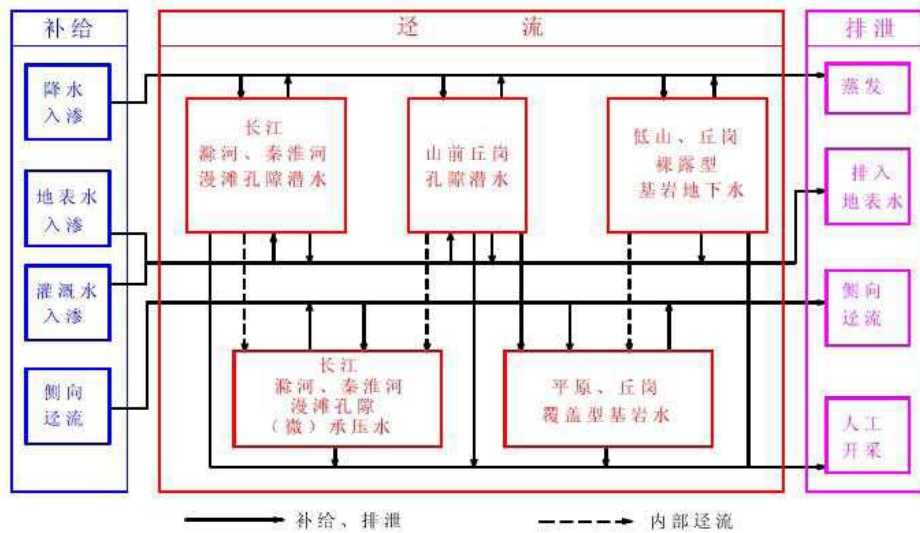 补给
迳流
排泄
降水
入渗
地表水
入渗
灌溉水
入渗
侧向
迳流
长江
滁河、秦淮河
漫滩孔隙潜水
山前丘岗
孔隙潜水
低山、丘岗
裸露型
基岩地下水
长江
滁河、秦淮河
漫滩孔隙
（微）承压水
平原、丘岗
覆盖型基岩水
蒸发
排入
地表水
侧向
迳流
人工
开采
补给、排泄
内部迳流